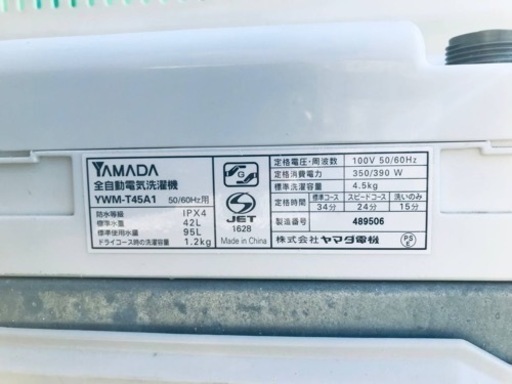 YAMADA
全自動電気洗濯機
YWM-T45A1 50/60Hz用
防水等級 IPX4
標準水量 42L
標準使用水量 95L
ドライコース時の洗濯容量 1.2kg
G
S
JET
1628
Made in China
定格電圧・周波数 100V 50/60Hz
定格消費電力 350/390 W
標準洗濯容量 4.5kg
標準コース スピードコース 洗いのみ
34分 24分 15分
製造番号 489506
株式会社ヤマダ電機
PSE